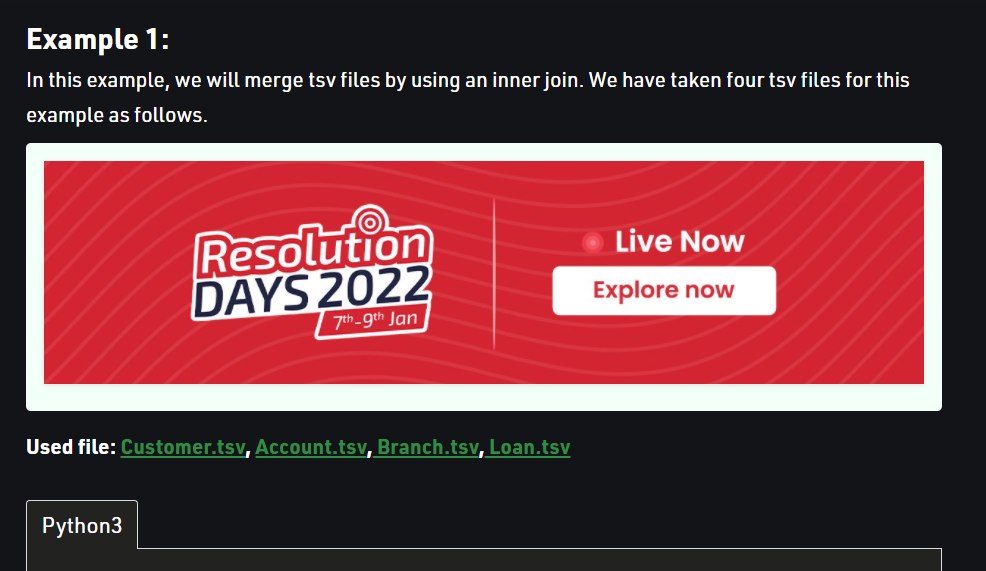 Example 1:
In this example, we will merge tsv files by using an inner join. We have taken four tsv files for this
example as follows.
Resolution
DAYS 2022
7th-9th Jan
Live Now
Explore now
Used file: Customer.tsv, Account.tsv, Branch.tsv, Loan.tsv
Python3